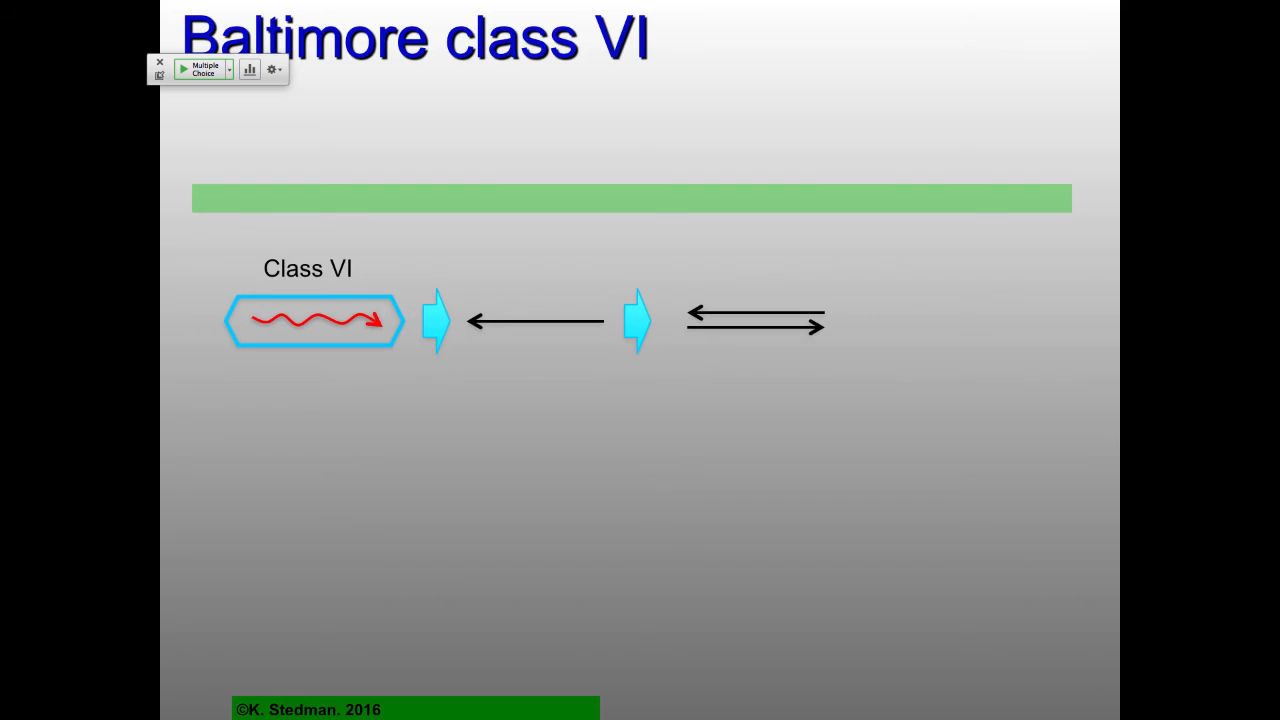 Baltimore class VI
Multiple
Choice
Class VI
©K. Stedman. 2016